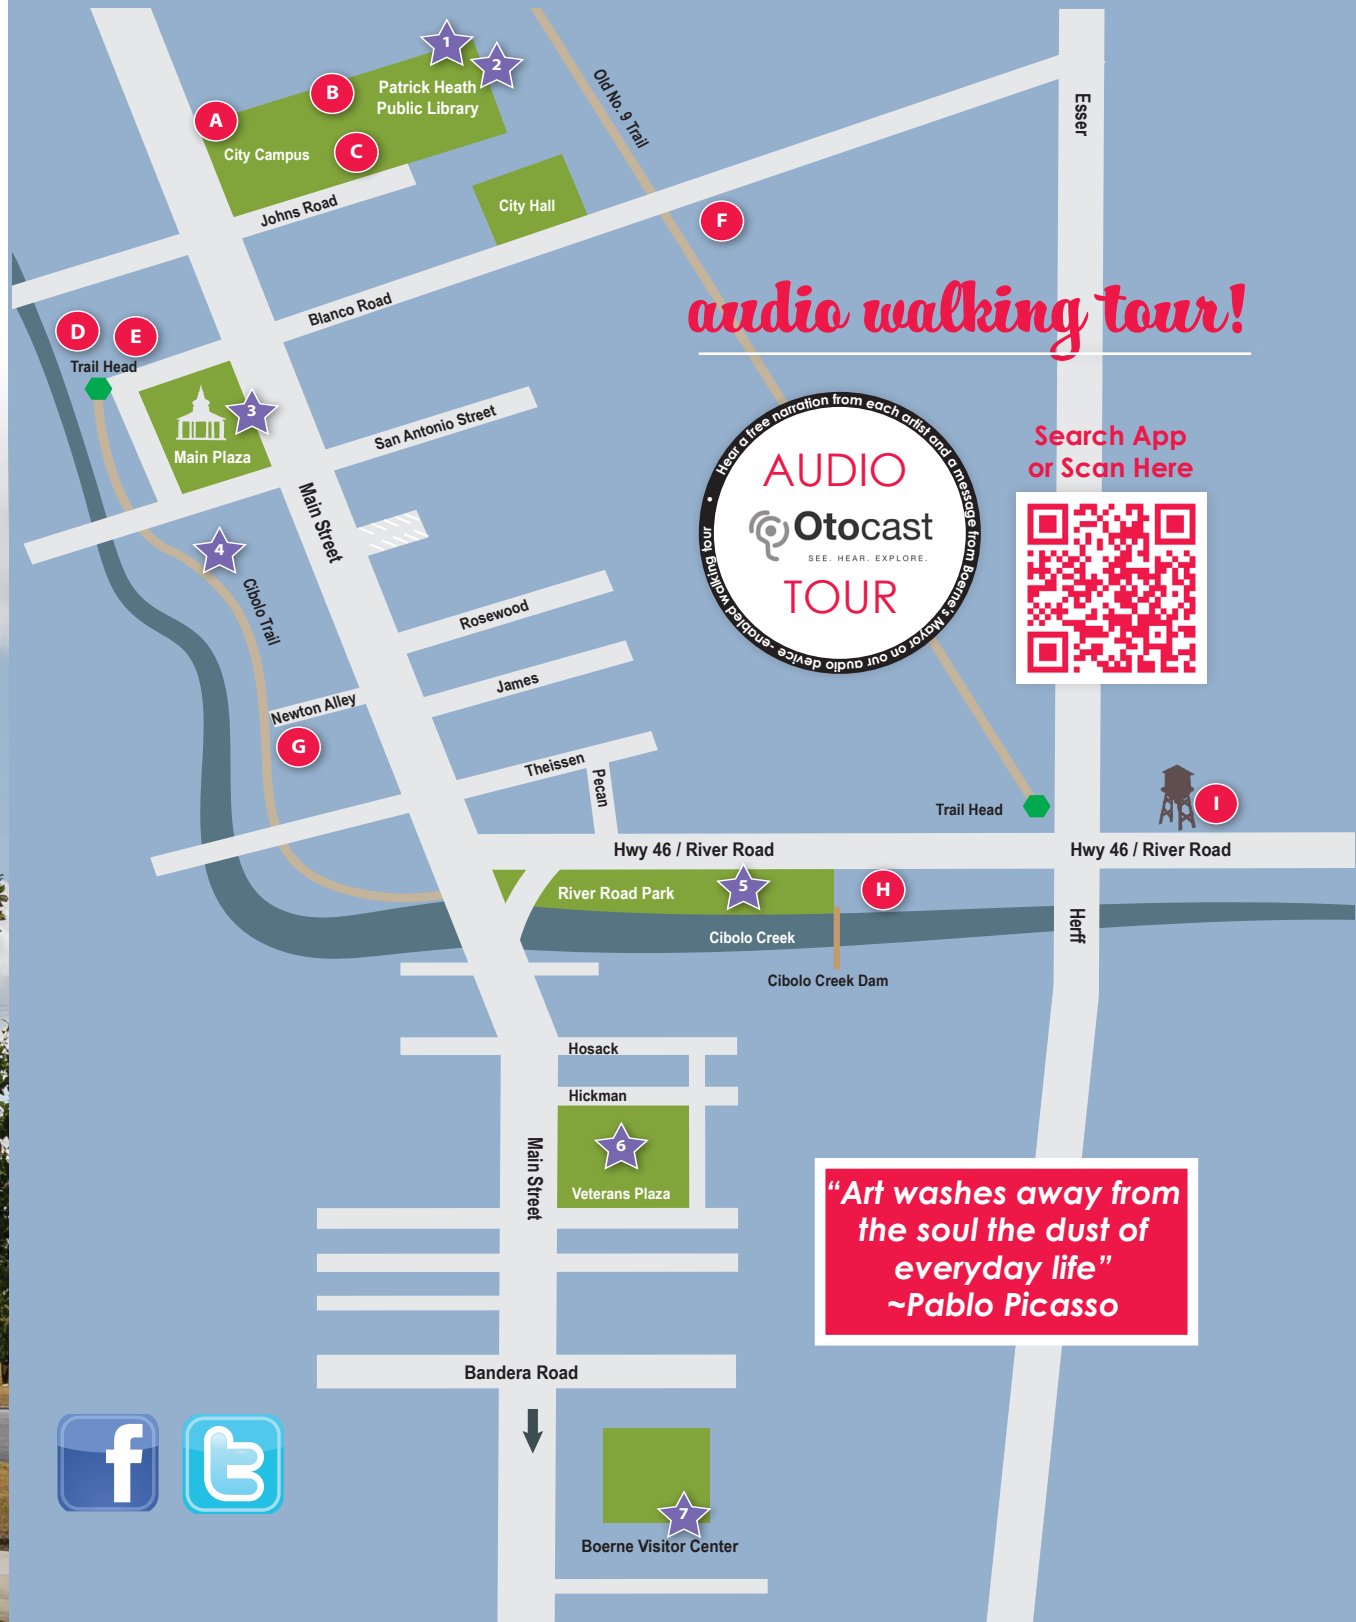 1
2
Patrick Heath
Public Library
B
A
C
City Campus
Old No. 9 Trail
Esser
Johns Road
City Hall
F
Blanco Road
D
E
Trail Head
3
Main Plaza
San Antonio Street
Main Street
4
Cibolo Trail
Rosewood
James
Newton Alley
G
Theissen
Pecan
audio walking tour!
Hear a free narration from each artist and a message from Boerne's Mayor on our audio device - enabled walking tour •
AUDIO
Otocast
SEE. HEAR. EXPLORE.
TOUR
Search App
or Scan Here
Trail Head
I
Hwy 46 / River Road
Hwy 46 / River Road
River Road Park
5
H
Cibolo Creek
Herff
Cibolo Creek Dam
Hosack
Hickman
6
Main Street
Veterans Plaza
“Art washes away from
the soul the dust of
everyday life”
~Pablo Picasso
Bandera Road
f
t
7
Boerne Visitor Center